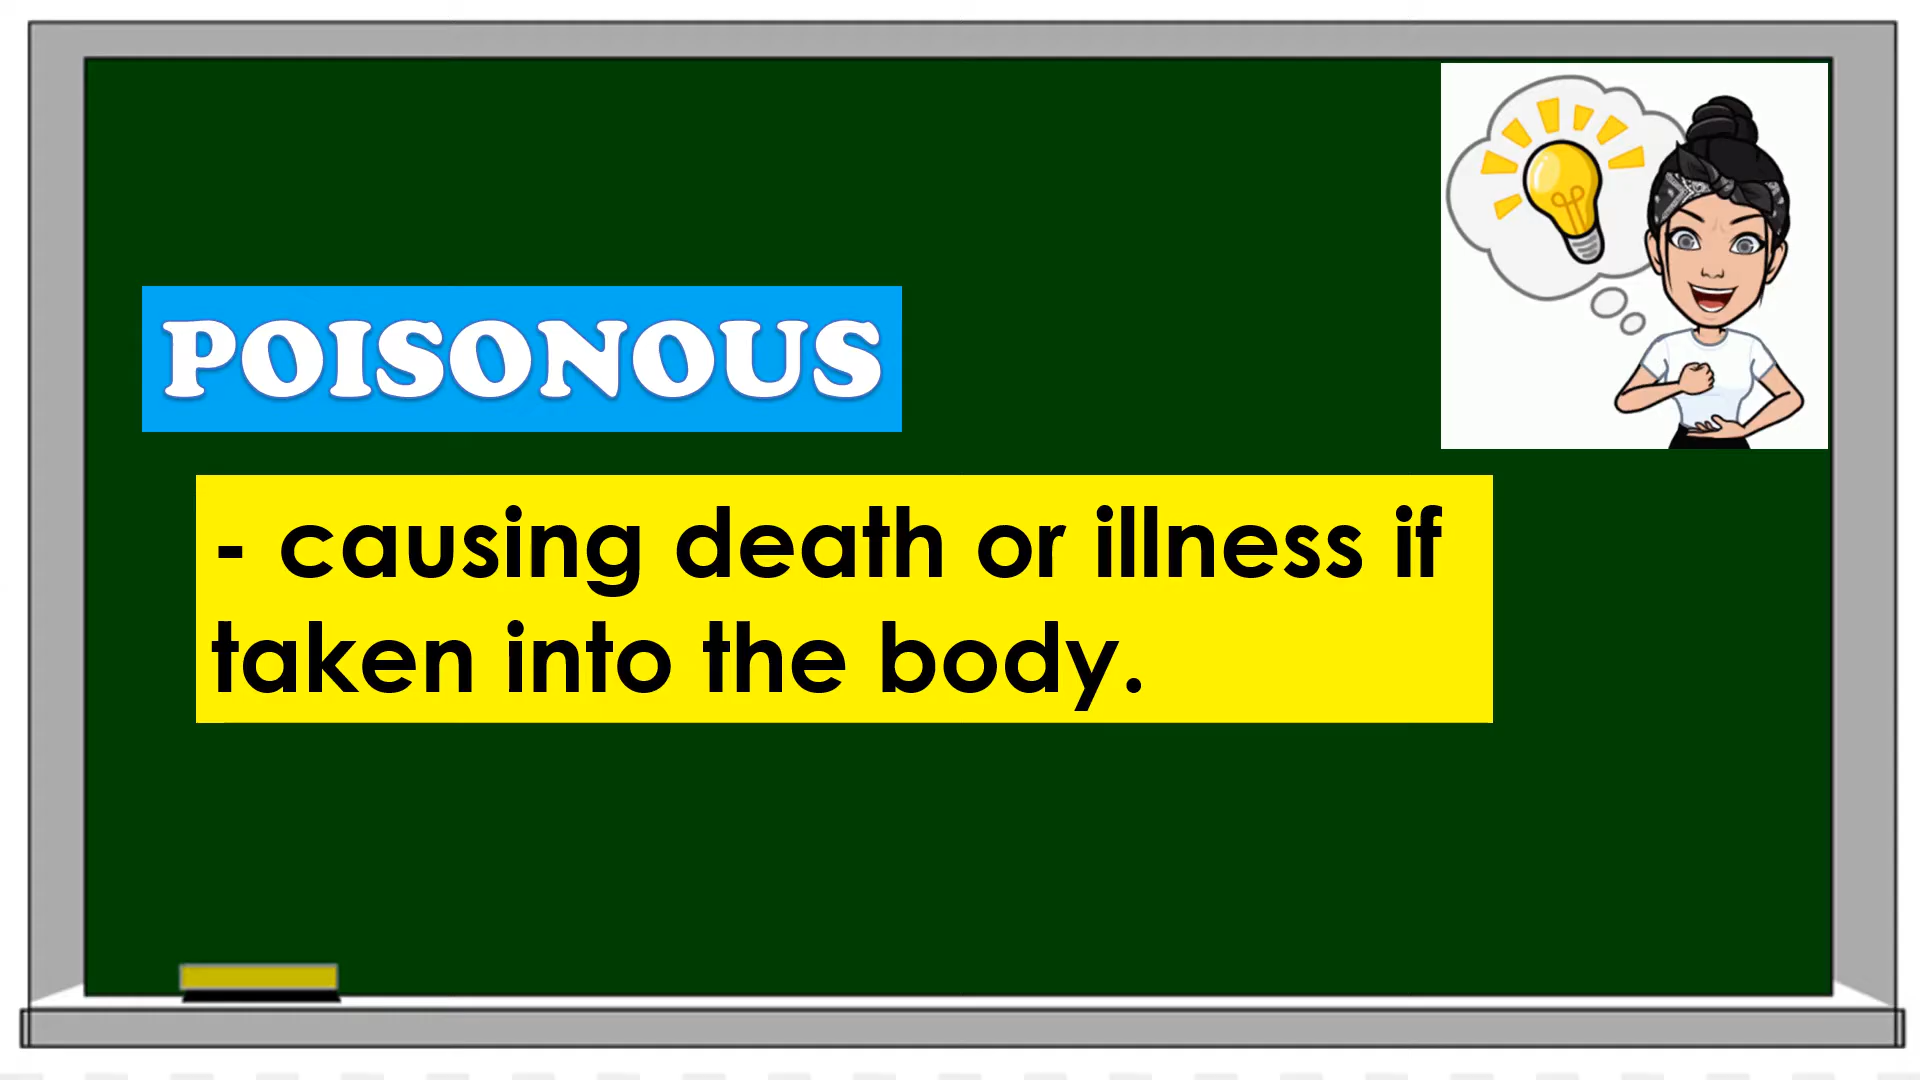 POISONOUS
- causing death or illness if
taken into the body.